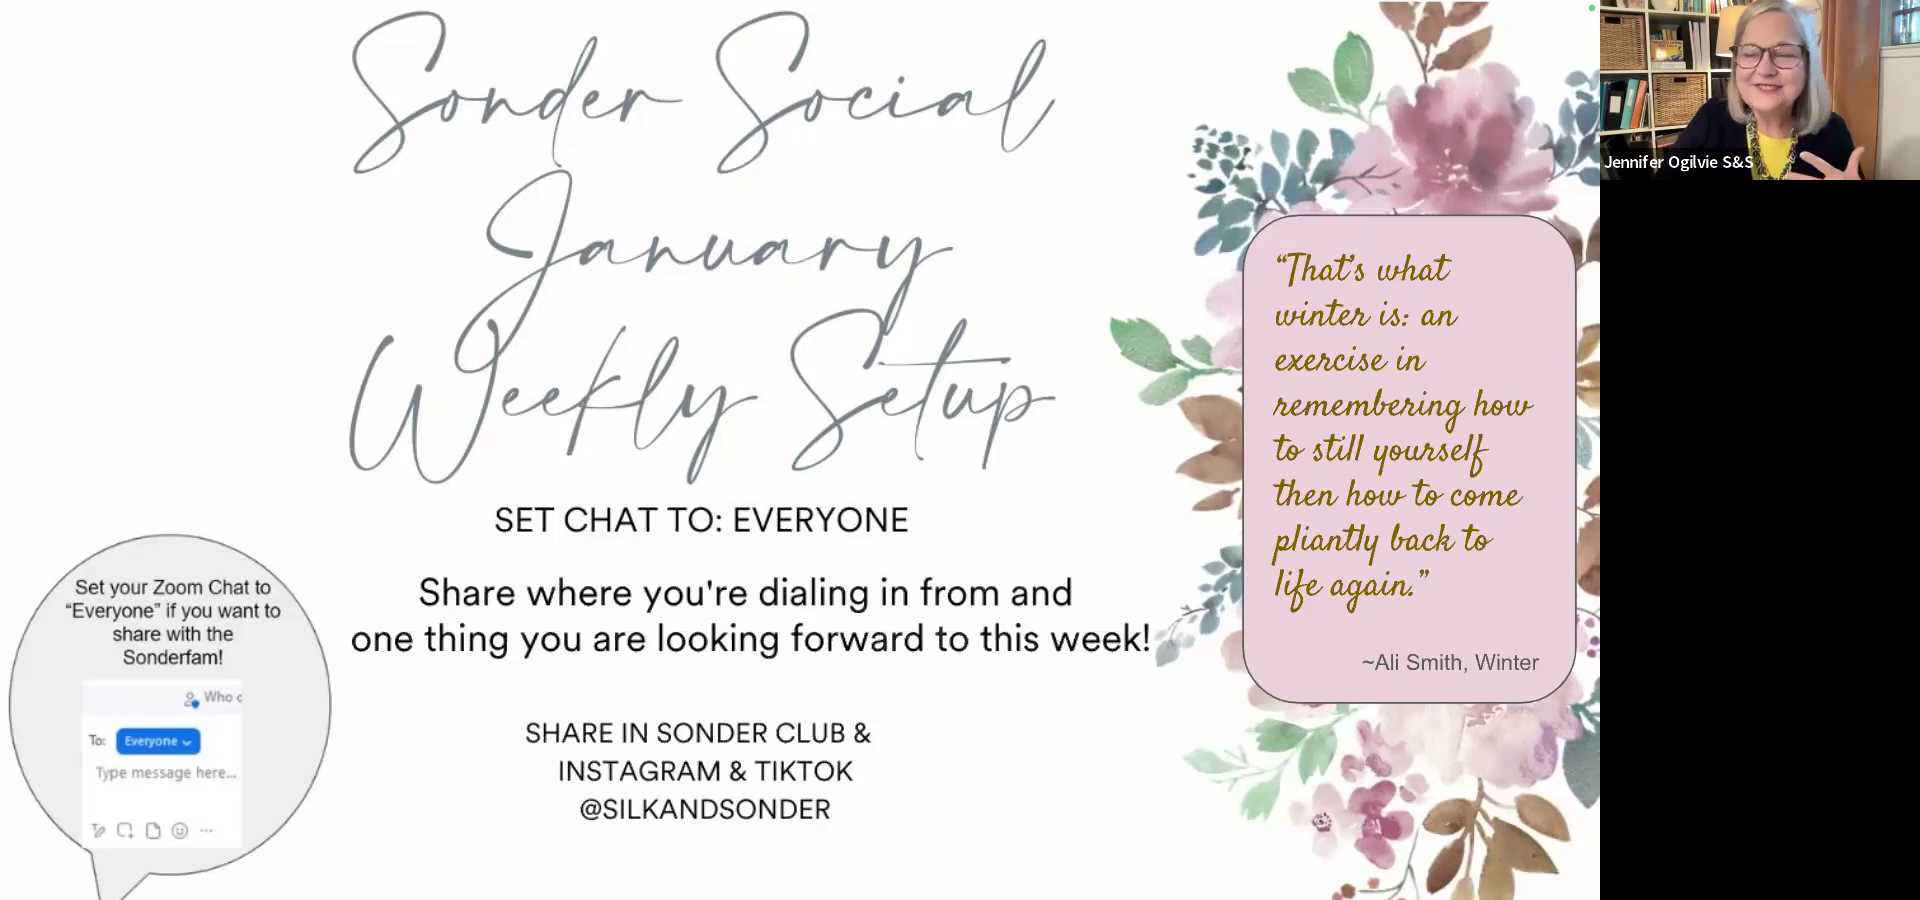 Sonder Social
January
Weekly Setup
SET CHAT TO: EVERYONE
Share where you're dialing in from and
one thing you are looking forward to this week!
SHARE IN SONDER CLUB &
INSTAGRAM & TIKTOK
@SILKANDSONDER
Set your Zoom Chat to
“Everyone” if you want to
share with the
Sonderfam!
Who c
To: Everyone
Type message here...
“That's what
winter is: an
exercise in
remembering how
to still yourself
then how to come
pliantly back to
life again.”
~Ali Smith, Winter
Jennifer Ogilvie S&S